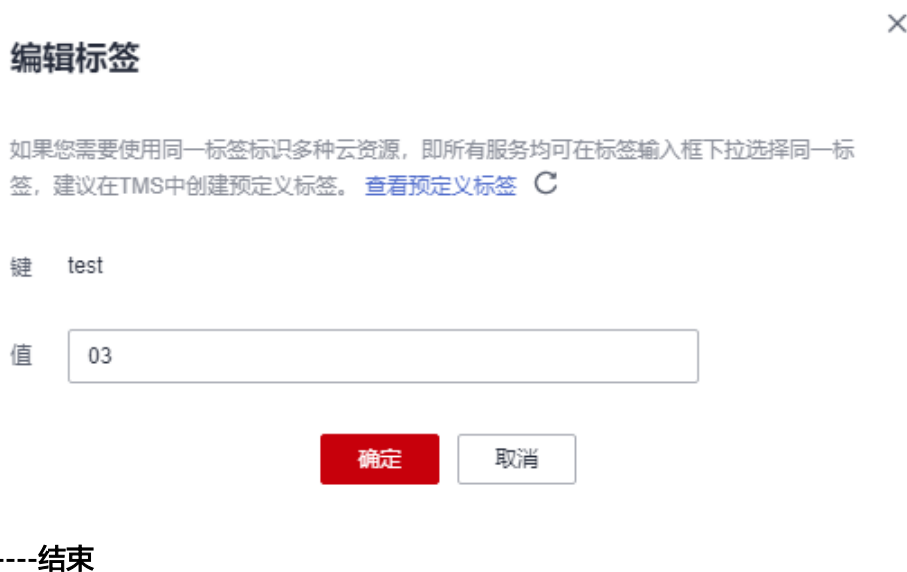 编辑标签
如果您需要使用同一标签标识多种云资源，即所有服务均可在标签输入框下拉选择同一标
签，建议在TMS中创建预定义标签。 查看预定义标签
键 test
值 03
确定 取消
----结束